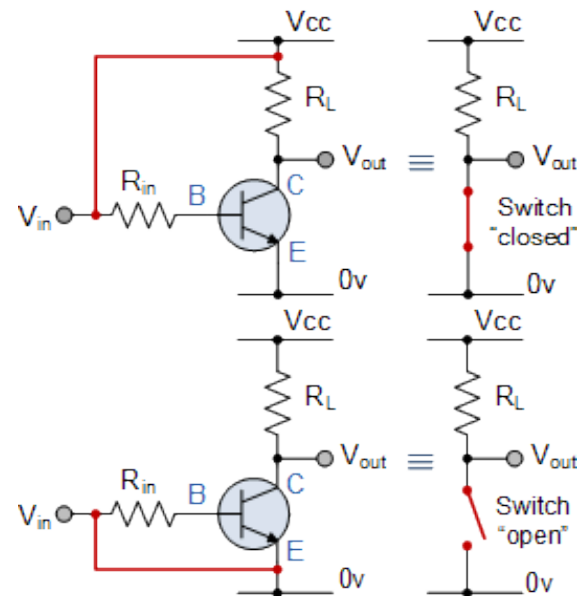 Vcc Vcc
RL RL
Vout ≡ Vout
Rin B C
Vin Switch
"closed"
E
0v 0v
Vcc Vcc
RL RL
Vout ≡ Vout
Rin B C
Vin Switch
"open"
E
0v 0v